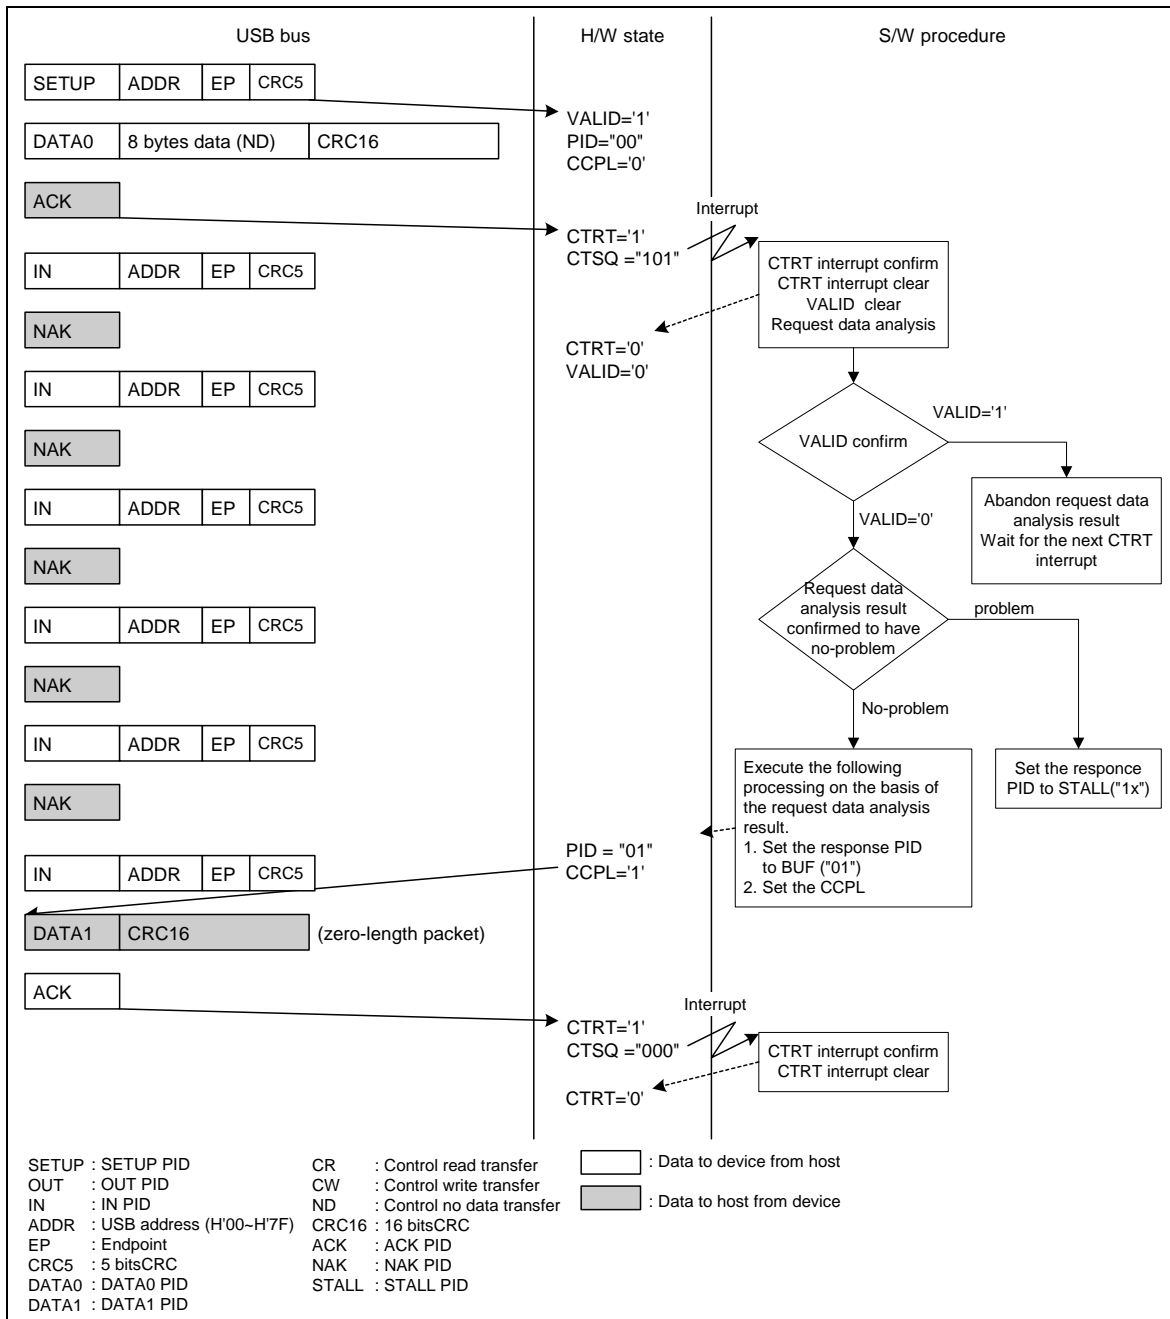 USB bus
H/W state
S/W procedure
SETUP ADDR EP CRC5
VALID='1'
PID="00"
CCPL='0'
DATA0 8 bytes data (ND) CRC16
ACK
Interrupt
CTRT='1'
CTSQ ="101"
CTRT interrupt confirm
CTRT interrupt clear
VALID clear
Request data analysis
IN ADDR EP CRC5
NAK
CTRT='0'
VALID='0'
IN ADDR EP CRC5
NAK
VALID confirm
VALID='1'
Abandon request data
analysis result
Wait for the next CTRT
interrupt
VALID='0'
IN ADDR EP CRC5
NAK
Request data
analysis result
confirmed to have
no-problem
problem
IN ADDR EP CRC5
NAK
No-problem
IN ADDR EP CRC5
NAK
Execute the following
processing on the basis of
the request data analysis
result.
1. Set the response PID
to BUF ("01")
2. Set the CCPL
Set the responce
PID to STALL("1x")
PID = "01"
CCPL='1'
IN ADDR EP CRC5
DATA1 CRC16 (zero-length packet)
ACK
Interrupt
CTRT='1'
CTSQ ="000"
CTRT interrupt confirm
CTRT interrupt clear
CTRT='0'
SETUP : SETUP PID
OUT : OUT PID
IN : IN PID
ADDR : USB address (H'00~H'7F)
EP : Endpoint
CRC5 : 5 bitsCRC
DATA0 : DATA0 PID
DATA1 : DATA1 PID
CR : Control read transfer
CW : Control write transfer
ND : Control no data transfer
CRC16 : 16 bitsCRC
ACK : ACK PID
NAK : NAK PID
STALL : STALL PID
: Data to device from host
: Data to host from device